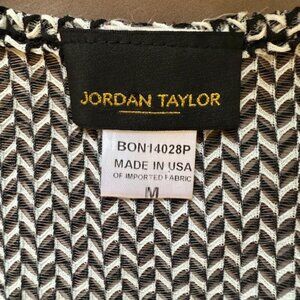 JORDAN TAYLOR
BON14028P
MADE IN USA
OF IMPORTED FABRIC
M